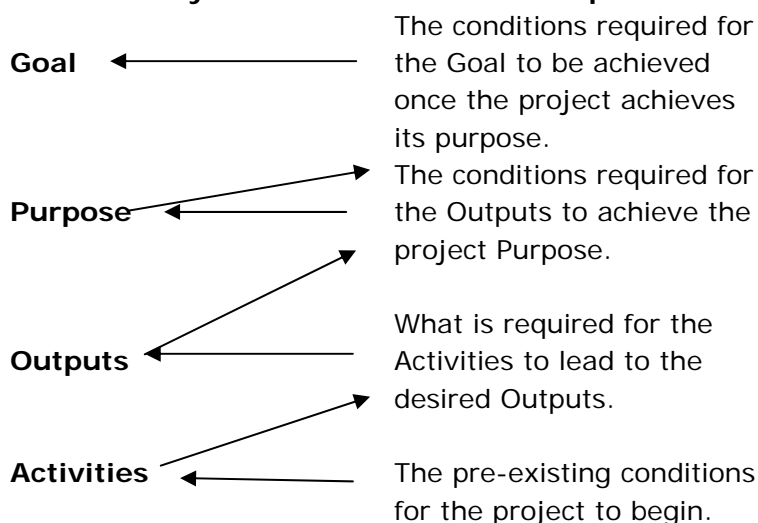 The conditions required for
Goal the Goal to be achieved
once the project achieves
its purpose.
The conditions required for
Purpose the Outputs to achieve the
project Purpose.
What is required for the
Outputs Activities to lead to the
desired Outputs.
Activities The pre-existing conditions
for the project to begin.